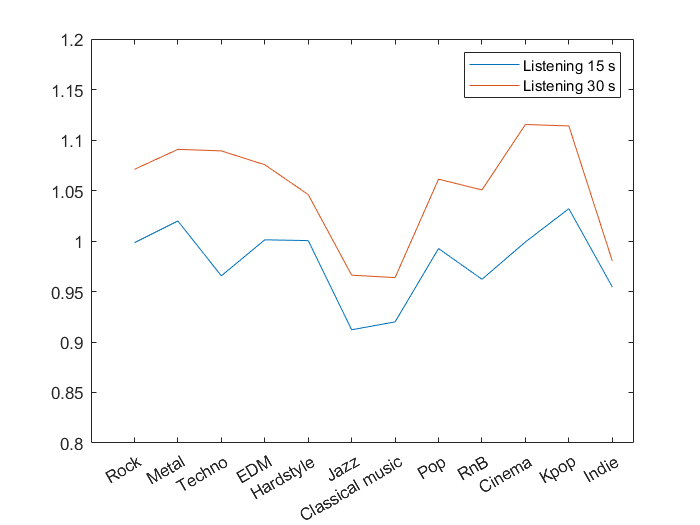 1.2
1.15
1.1
1.05
1
0.95
0.9
0.85
0.8
Listening 15 s
Listening 30 s
Rock
Metal
Techno
EDM
Hardstyle
Jazz
Classical music
Pop
RnB
Cinema
Kpop
Indie